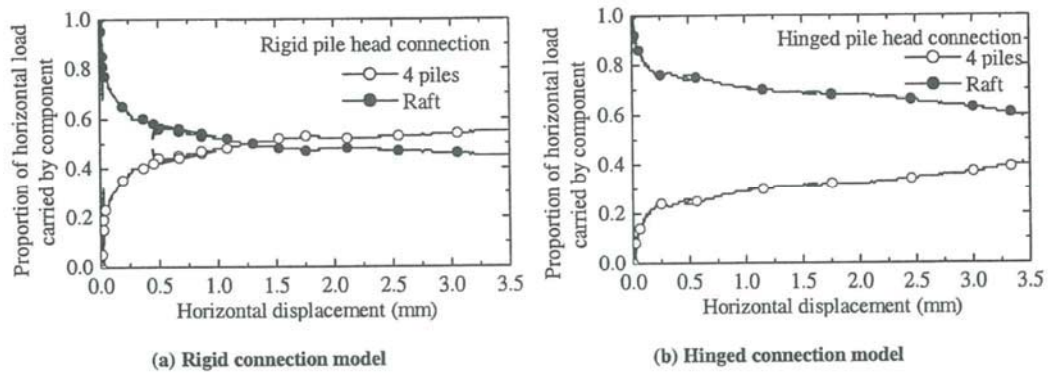 Proportion of horizontal load
carried by component
1.0
0.8
0.6
0.4
0.2
0.0
Rigid pile head connection
4 piles
Raft
0.0 0.5 1.0 1.5 2.0 2.5 3.0 3.5
Horizontal displacement (mm)
(a) Rigid connection model
Proportion of horizontal load
carried by component
1.0
0.8
0.6
0.4
0.2
0.0
Hinged pile head connection
4 piles
Raft
0.0 0.5 1.0 1.5 2.0 2.5 3.0 3.5
Horizontal displacement (mm)
(b) Hinged connection model